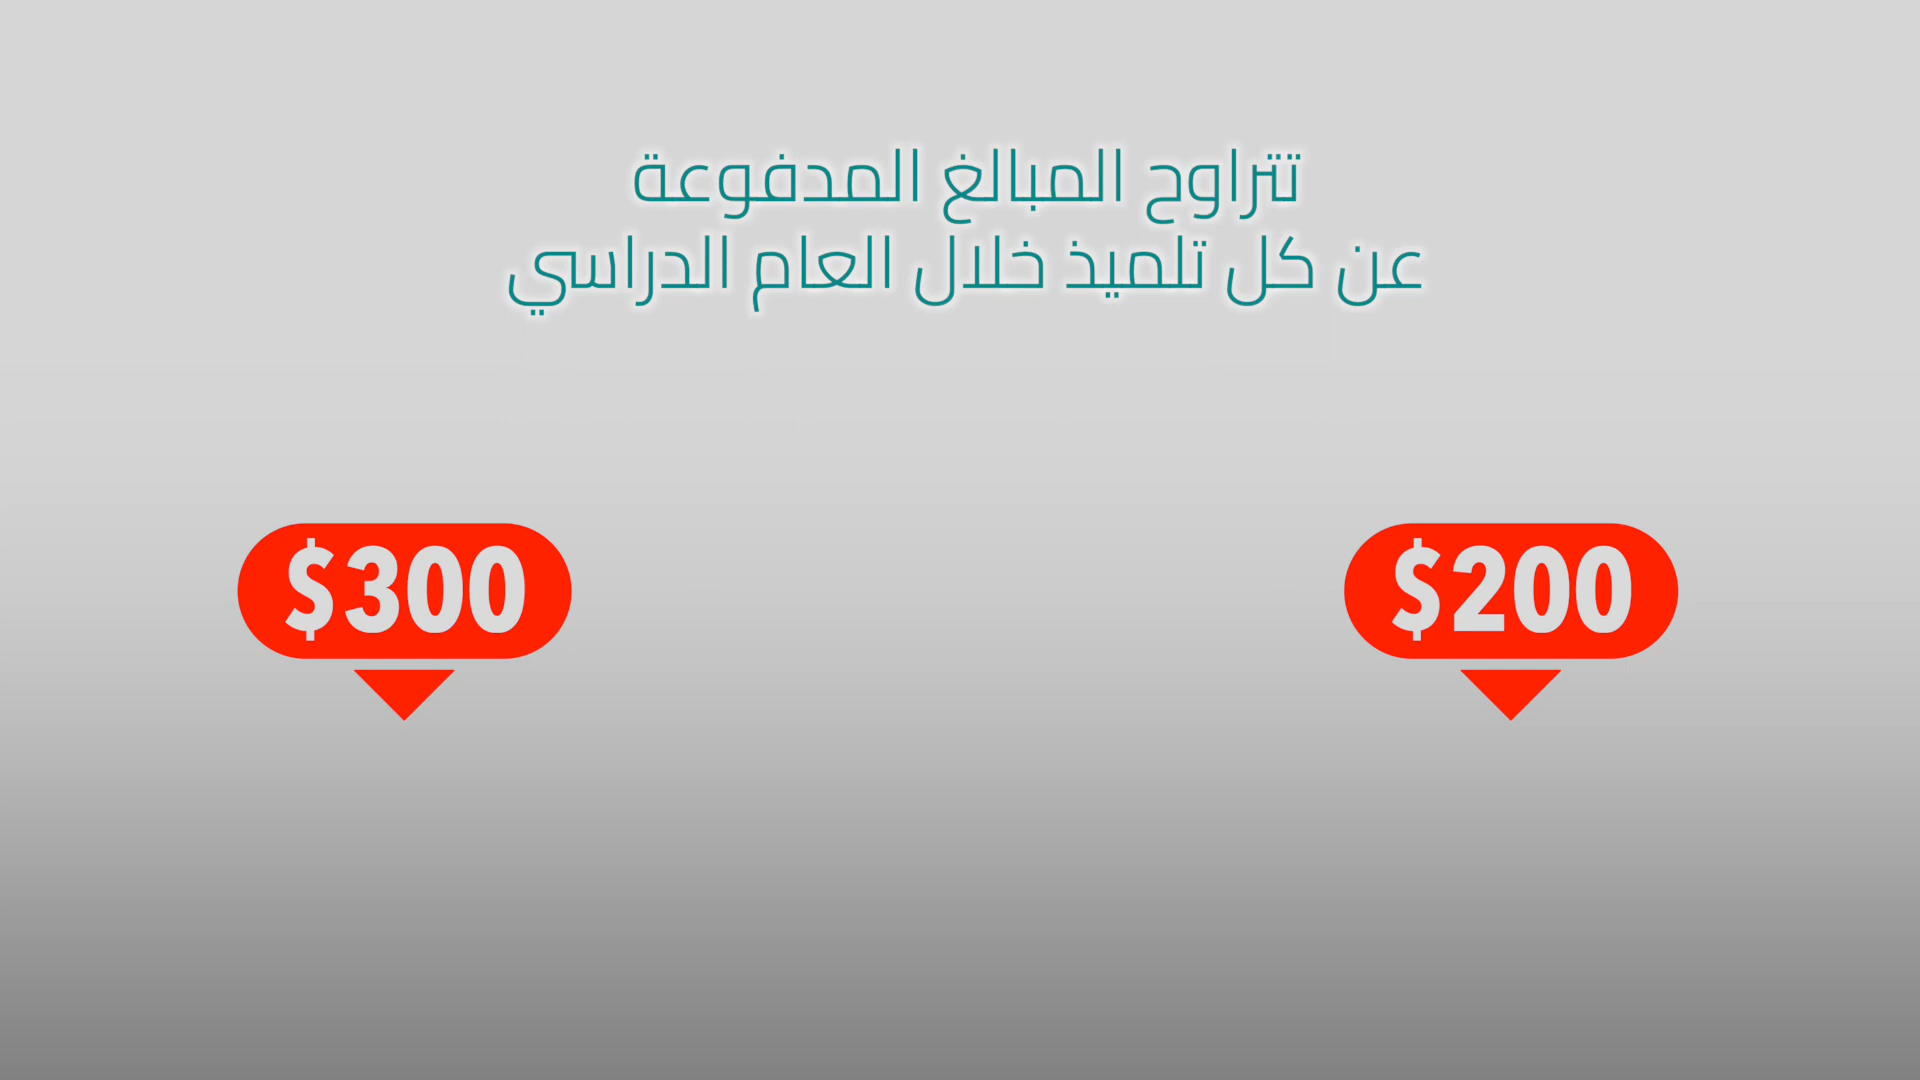 تتراوح المبالغ المدفوعة
عن كل تلميذ خلال العام الدراسي
$200
$300